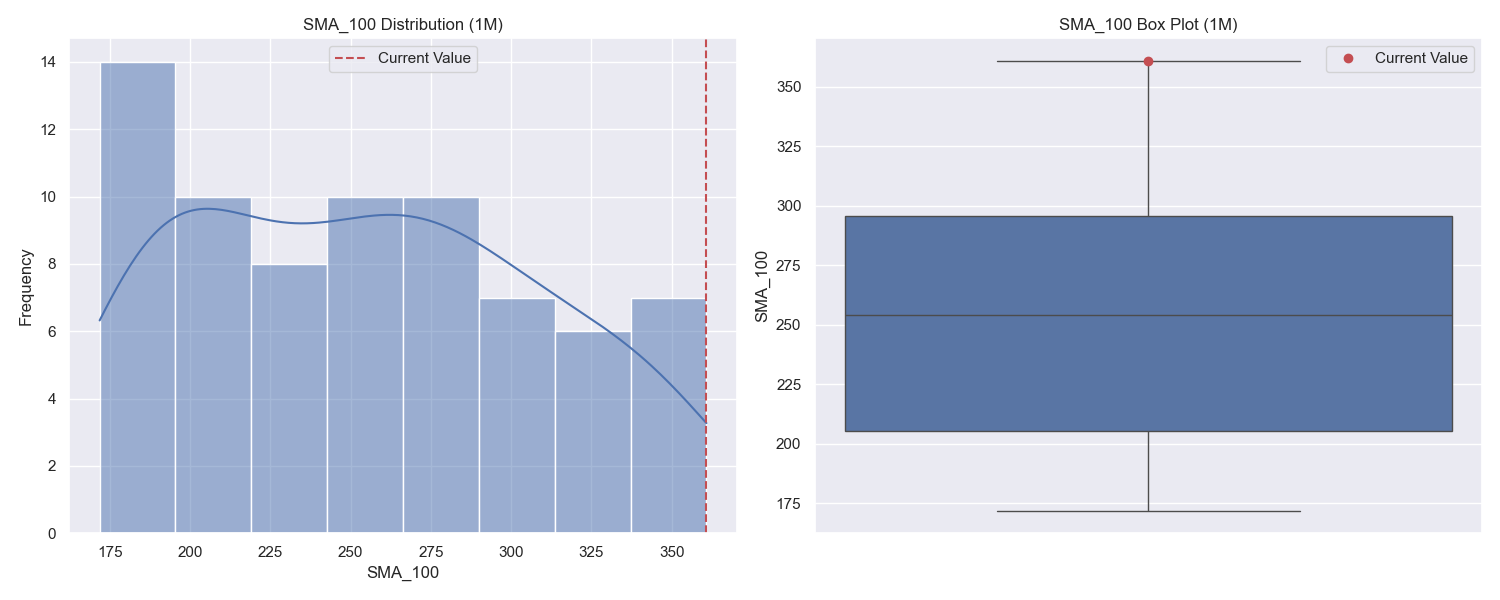 SMA_100 Distribution (1M)
Current Value
14
12
10
8
6
4
2
0
Frequency
175 200 225 250 275 300 325 350
SMA_100
SMA_100 Box Plot (1M)
Current Value
350
325
300
275
250
225
200
175
SMA_100